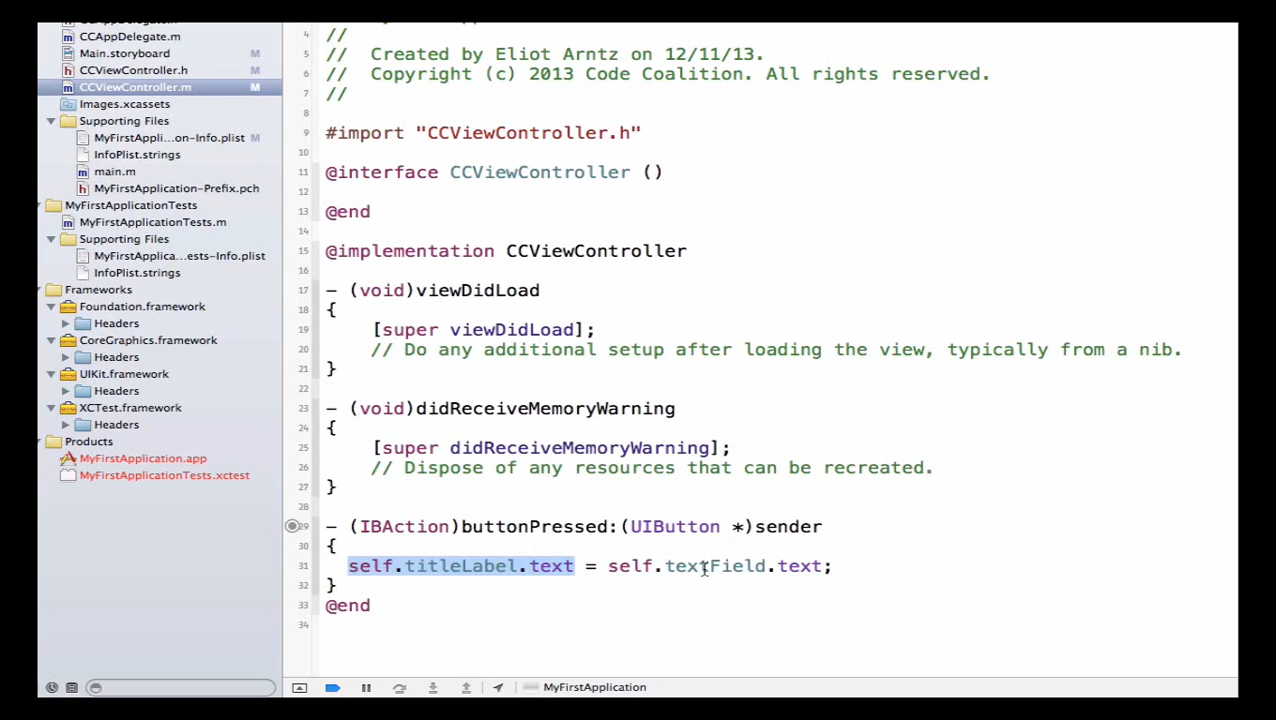 CCAppDelegate.m
Main.storyboard M
CCViewController.h M
CCViewController.m M
Images.xcassets
Supporting Files
MyFirstAppli...on-Info.plist M
InfoPlist.strings
main.m
MyFirstApplication-Prefix.pch
MyFirstApplicationTests
MyFirstApplicationTests.m
Supporting Files
MyFirstApplica...ests-Info.plist
InfoPlist.strings
Frameworks
Foundation.framework
Headers
CoreGraphics.framework
Headers
UIKit.framework
Headers
XCTest.framework
Headers
Products
MyFirstApplication.app
MyFirstApplicationTests.xctest
4 //
5 // Created by Eliot Arntz on 12/11/13.
6 // Copyright (c) 2013 Code Coalition. All rights reserved.
7 //
8
9 #import "CCViewController.h"
10
11 @interface CCViewController ()
12
13 @end
14
15 @implementation CCViewController
16
17 - (void)viewDidLoad
18 {
19 [super viewDidLoad];
20 // Do any additional setup after loading the view, typically from a nib.
21 }
22
23 - (void)didReceiveMemoryWarning
24 {
25 [super didReceiveMemoryWarning];
26 // Dispose of any resources that can be recreated.
27 }
28
29 - (IBAction)buttonPressed:(UIButton *)sender
30 {
31 self.titleLabel.text = self.textField.text;
32 }
33 @end
34
MyFirstApplication